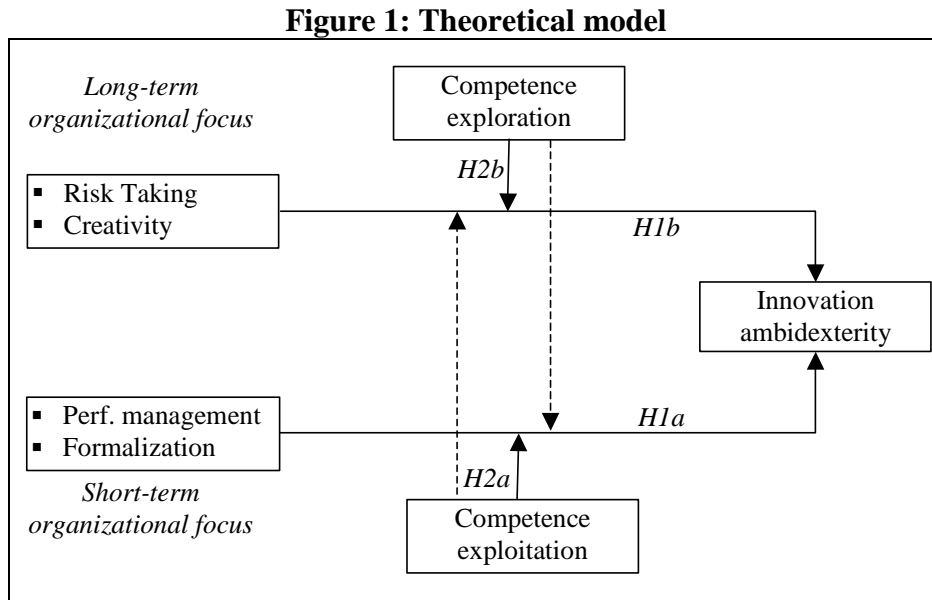 Figure 1: Theoretical model
Long-term
organizational focus
Competence
exploration
H2b
▪ Risk Taking
▪ Creativity
H1b
Innovation
ambidexterity
▪ Perf. management
▪ Formalization
H1a
Short-term
organizational focus
H2a
Competence
exploitation